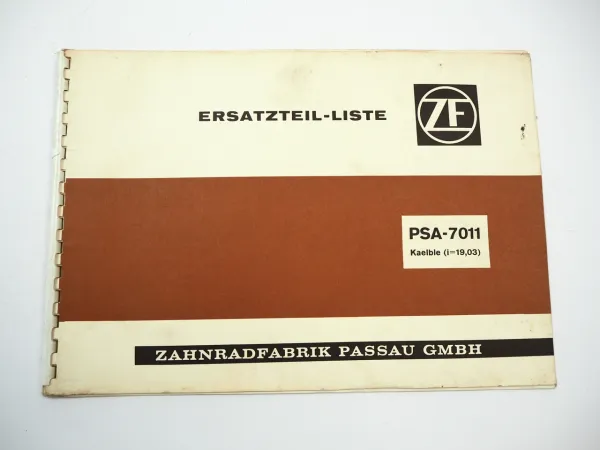 ERSATZTEIL-LISTE
ZF
PSA-7011
Kaelble (i=19,03)
ZAHNRADFABRIK PASSAU GMBH